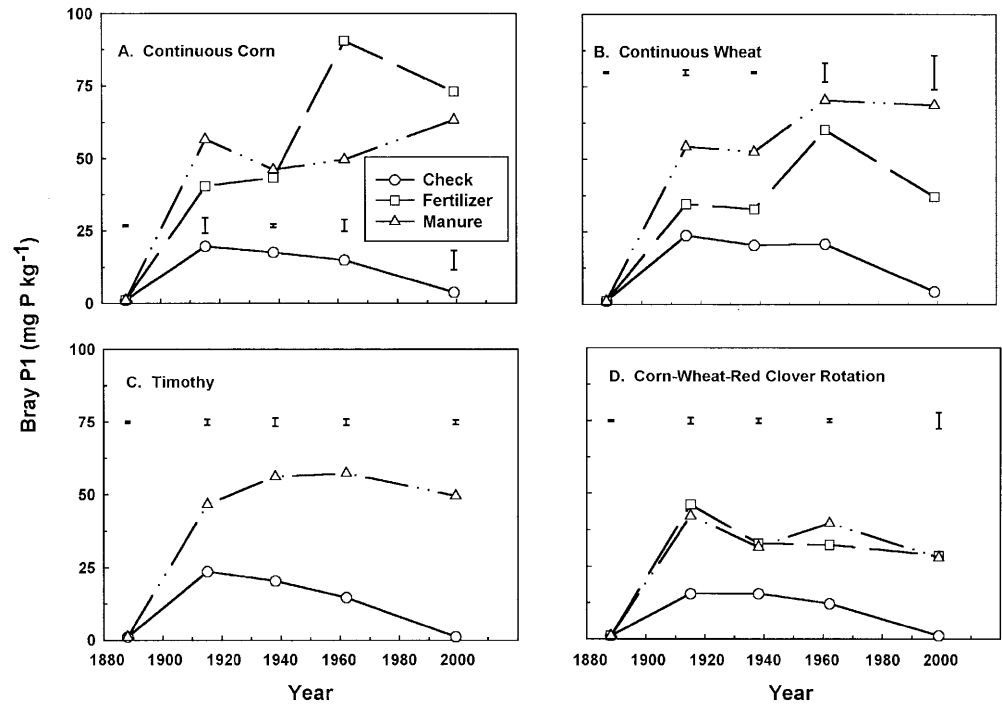 A. Continuous Corn
100
75
50
25
0
Check
Fertilizer
Manure
B. Continuous Wheat
Bray P1 (mg P kg-1)
C. Timothy
100
75
50
25
0
1880 1900 1920 1940 1960 1980 2000
Year
D. Corn-Wheat-Red Clover Rotation
1880 1900 1920 1940 1960 1980 2000
Year